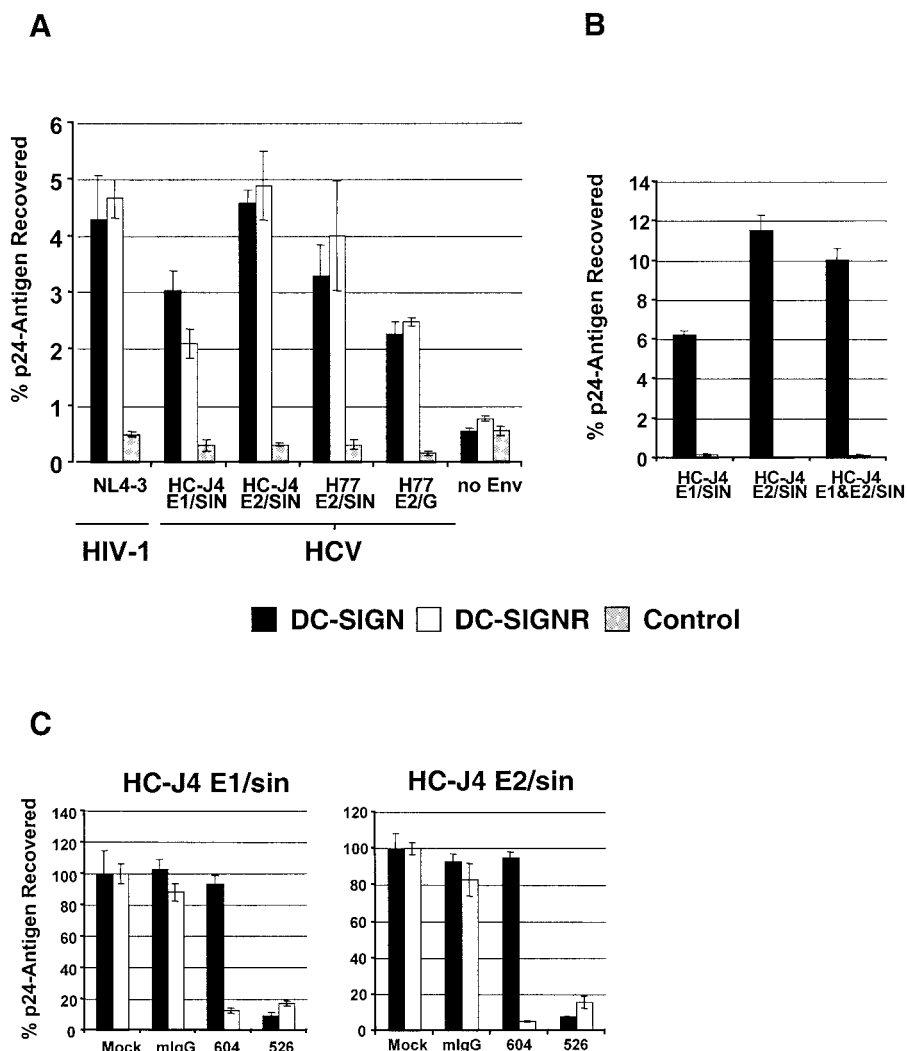 A
B
% p24-Antigen Recovered
6
5
4
3
2
1
0
NL4-3
HC-J4 E1/SIN
HC-J4 E2/SIN
H77 E2/SIN
H77 E2/G
no Env
HIV-1
HCV
% p24-Antigen Recovered
14
12
10
8
6
4
2
0
HC-J4 E1/SIN
HC-J4 E2/SIN
HC-J4 E1&E2/SIN
DC-SIGN DC-SIGNR Control
C
HC-J4 E1/sin
% p24-Antigen Recovered
140
120
100
80
60
40
20
0
Mock mIgG 604 526
HC-J4 E2/sin
120
100
80
60
40
20
0
Mock mIgG 604 526